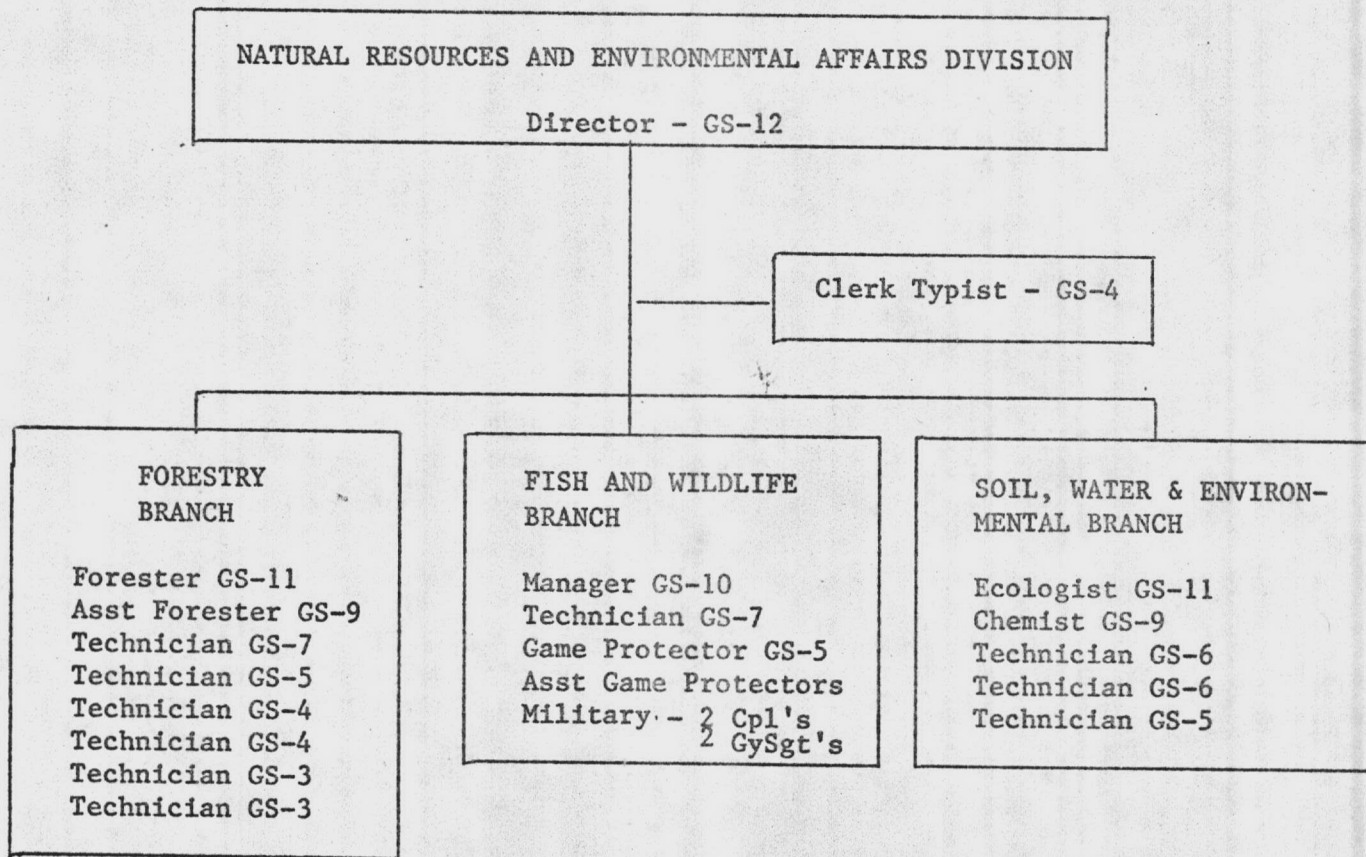 NATURAL RESOURCES AND ENVIRONMENTAL AFFAIRS DIVISION
Director - GS-12
Clerk Typist - GS-4
FORESTRY
BRANCH
Forester GS-11
Asst Forester GS-9
Technician GS-7
Technician GS-5
Technician GS-4
Technician GS-4
Technician GS-3
Technician GS-3
FISH AND WILDLIFE
BRANCH
Manager GS-10
Technician GS-7
Game Protector GS-5
Asst Game Protectors
Military - 2 Cpl's
2 GySgt's
SOIL, WATER & ENVIRON-
MENTAL BRANCH
Ecologist GS-11
Chemist GS-9
Technician GS-6
Technician GS-6
Technician GS-5